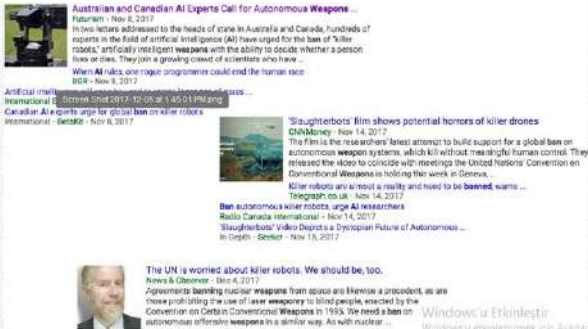 Australian and Canadian AI Experts Call for Autonomous Weapons ...
Futurism - Nov 8, 2017
In two letters addressed to the heads of state in Australia and Canada, hundreds of
experts in the field of artificial intelligence (AI) have urged for the ban of "killer
robots," artificially intelligent weapons with the ability to decide whether a person
lives or dies. They join a growing crowd of scientists who have ...
When AI rules, one rogue programmer could end the human race
BGR - Nov 8, 2017
Artificial
International
Screen Shot 2017-12-05 at 1.45.01 PM.png
Canadian AI experts urge for global ban on killer robots
International - BetaKit - Nov 8, 2017
'Slaughterbots' film shows potential horrors of killer drones
CNNMoney - Nov 14, 2017
The film is the researchers' latest attempt to build support for a global ban on
autonomous weapon systems, which kill without meaningful human control. They
released the video to coincide with meetings the United Nations' Convention on
Conventional Weapons is holding this week in Geneva, ...
Killer robots are almost a reality and need to be banned, warns ...
Telegraph.co.uk - Nov 14, 2017
Ban autonomous killer robots, urge AI researchers
Radio Canada International - Nov 14, 2017
'Slaughterbots' Video Depicts a Dystopian Future of Autonomous ...
In-Depth - Seeker - Nov 15, 2017
The UN is worried about killer robots. We should be, too.
News & Observer - Dec 4, 2017
Agreements banning nuclear weapons from space are likewise a precedent, as are
those prohibiting the use of laser weaponry to blind people, enacted by the
Convention on Certain Conventional Weapons in 1995. We need a ban on
autonomous offensive weapons in a similar way. As with nuclear ...
Windows'u Etkinleştir